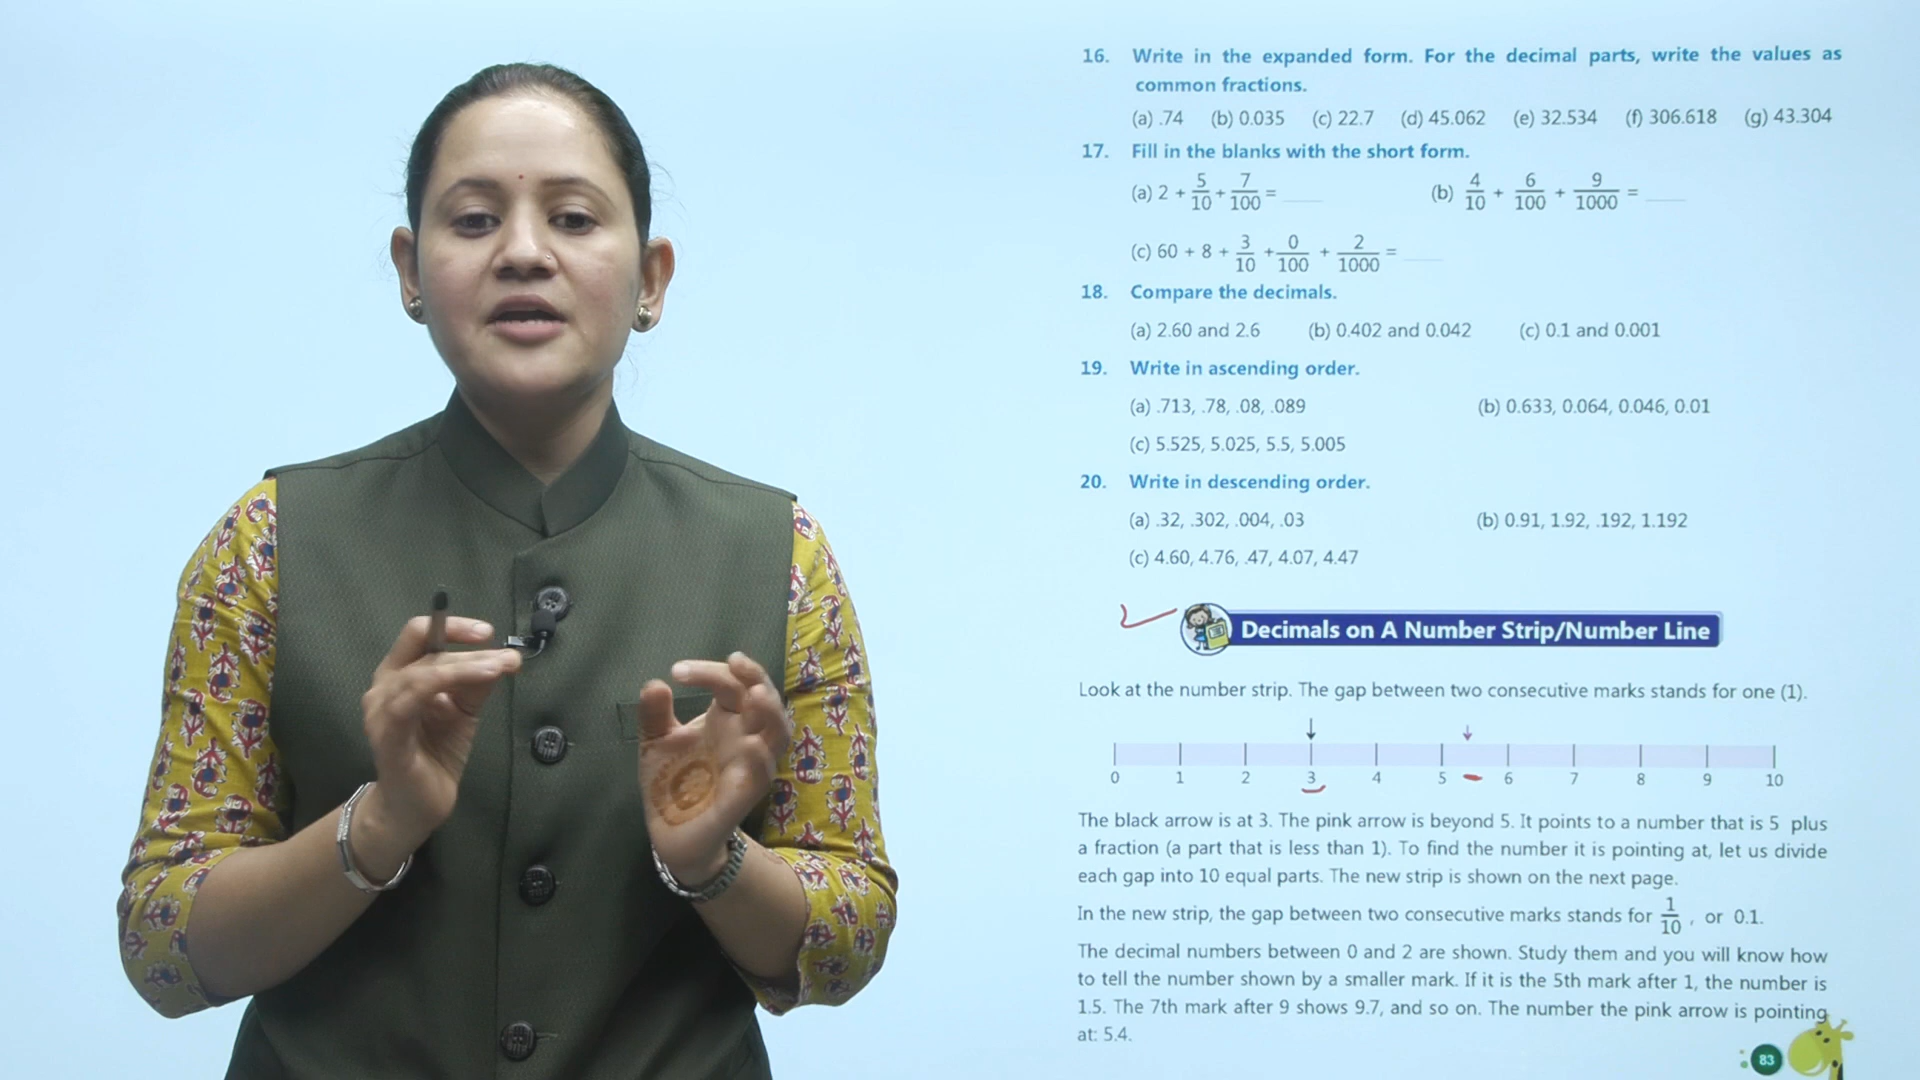 16. Write in the expanded form. For the decimal parts, write the values as
common fractions.
(a) .74 (b) 0.035 (c) 22.7 (d) 45.062 (e) 32.534 (f) 306.618 (g) 43.304
17. Fill in the blanks with the short form.
(a) 2 + 5/10 + 7/100 = ____ (b) 4/10 + 6/100 + 9/1000 = ____
(c) 60 + 8 + 3/10 + 0/100 + 2/1000 = ____
18. Compare the decimals.
(a) 2.60 and 2.6 (b) 0.402 and 0.042 (c) 0.1 and 0.001
19. Write in ascending order.
(a) .713, .78, .08, .089 (b) 0.633, 0.064, 0.046, 0.01
(c) 5.525, 5.025, 5.5, 5.005
20. Write in descending order.
(a) .32, .302, .004, .03 (b) 0.91, 1.92, .192, 1.192
(c) 4.60, 4.76, .47, 4.07, 4.47
Decimals on A Number Strip/Number Line
Look at the number strip. The gap between two consecutive marks stands for one (1).
0 1 2 3 4 5 6 7 8 9 10
The black arrow is at 3. The pink arrow is beyond 5. It points to a number that is 5 plus
a fraction (a part that is less than 1). To find the number it is pointing at, let us divide
each gap into 10 equal parts. The new strip is shown on the next page.
In the new strip, the gap between two consecutive marks stands for 1/10, or 0.1.
The decimal numbers between 0 and 2 are shown. Study them and you will know how
to tell the number shown by a smaller mark. If it is the 5th mark after 1, the number is
1.5. The 7th mark after 9 shows 9.7, and so on. The number the pink arrow is pointing
at: 5.4.
83